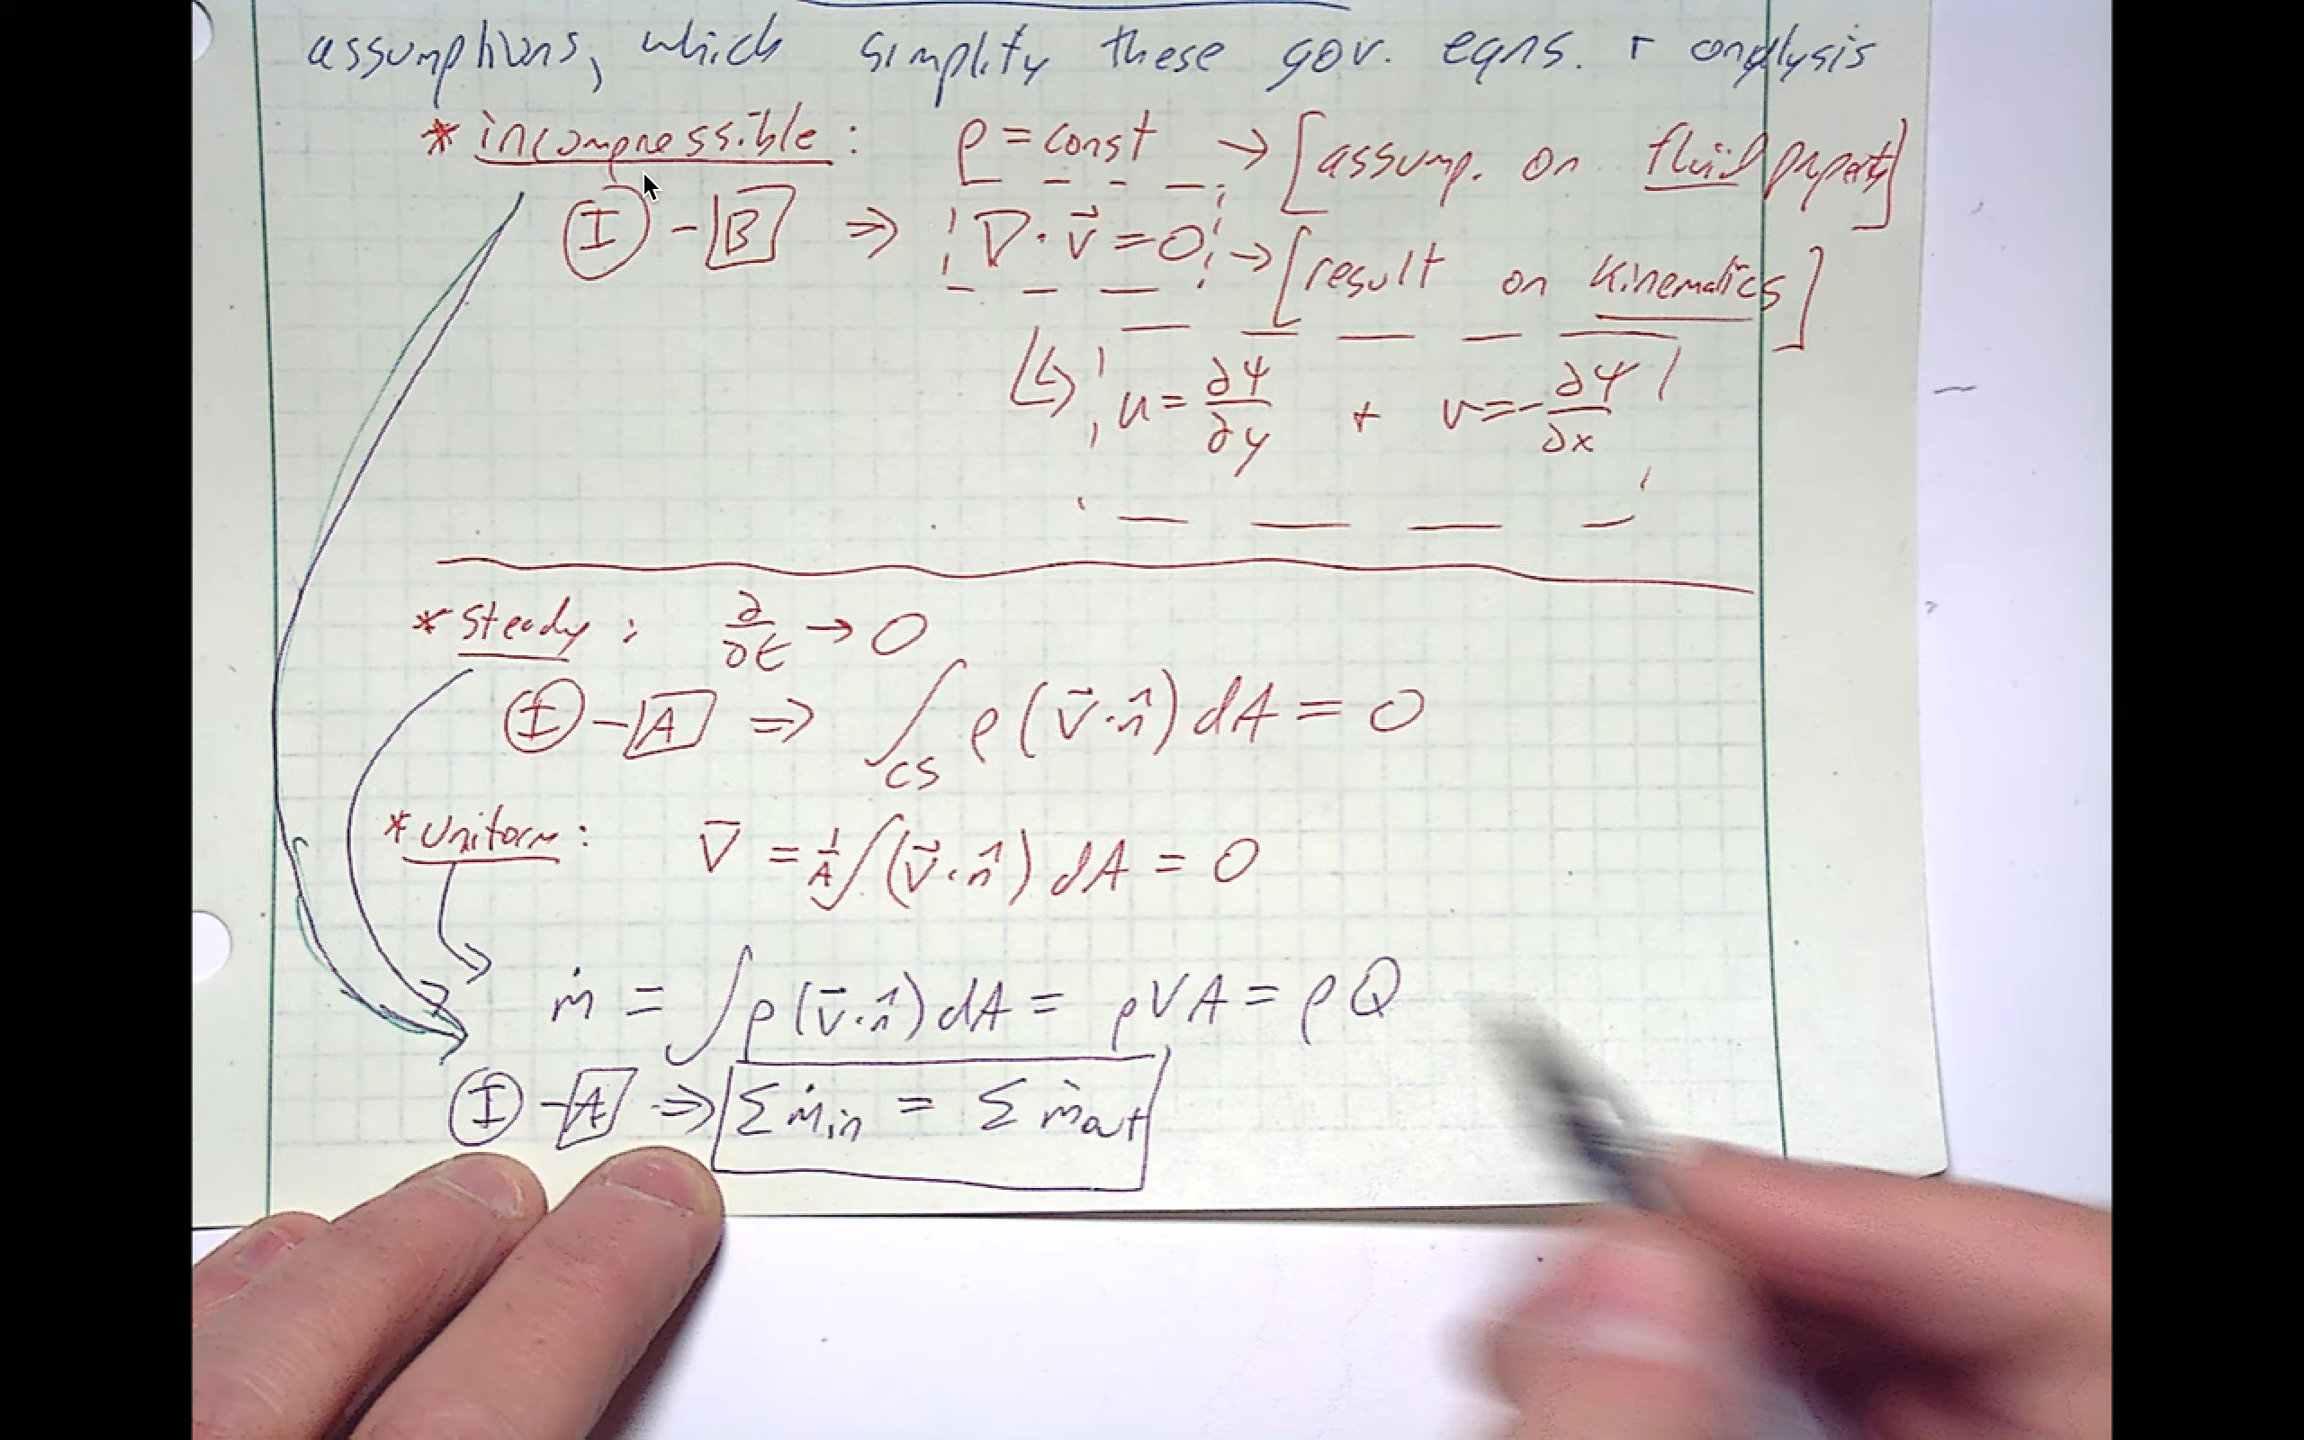 assumptions, which simplify these gov. eqns. + analysis
* incompressible: ρ = const → [assump. on fluid property]
Ⓘ - [B] ⇒ ∇·v⃗ = 0 → [result on kinematics]
↳ u = ∂ψ/∂y + v = -∂ψ/∂x
* steady: ∂/∂t → 0
Ⓘ - [A] ⇒ ∫_CS ρ(v⃗·n̂) dA = 0
* uniform: V̄ = 1/A ∫(v⃗·n̂) dA = 0
ṁ = ∫ρ(v⃗·n̂) dA = ρVA = ρQ
Ⓘ - [A] ⇒ Σṁin = Σṁout